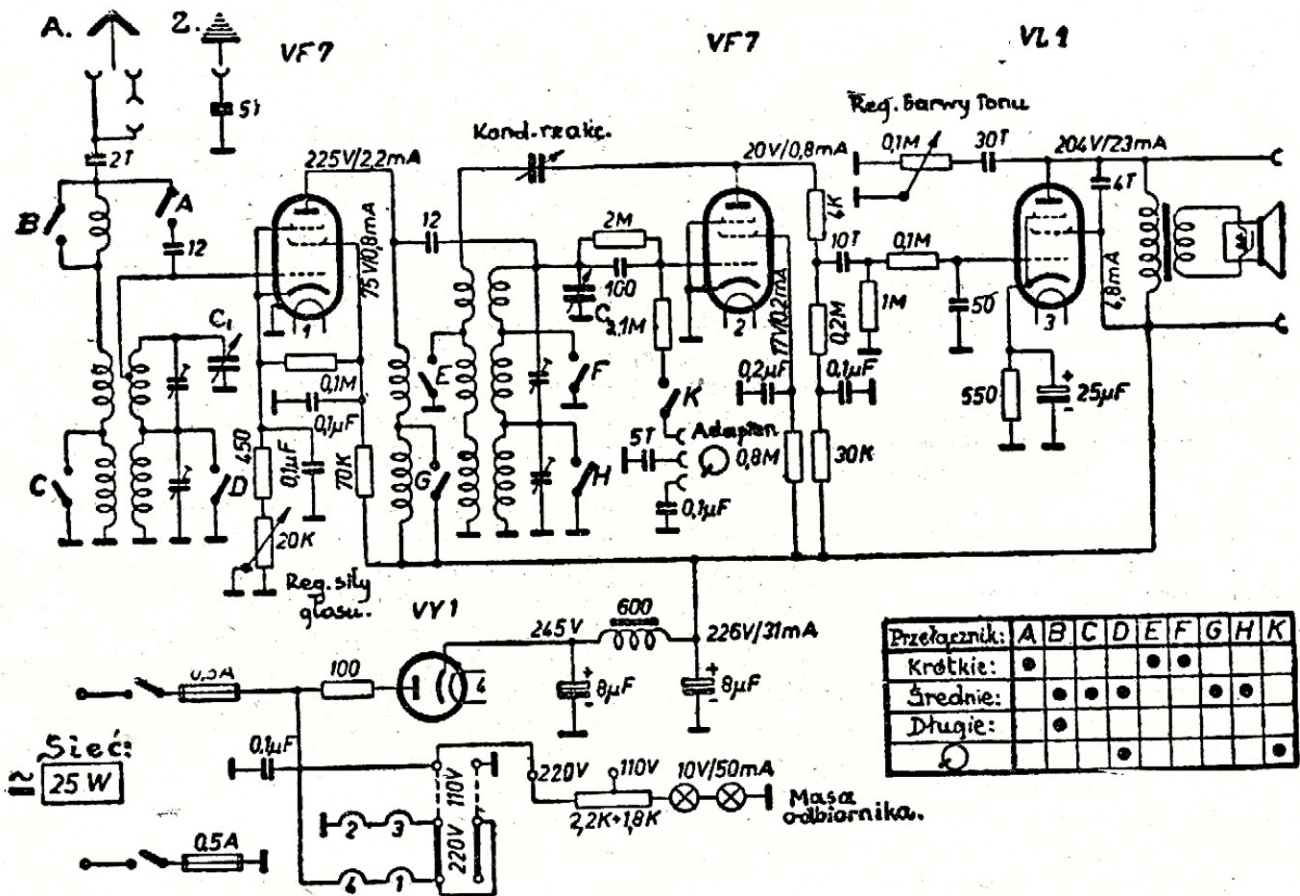 A. Z. VF7 VF7 VL1
5T
Reg. barwy tonu
Kond. reakc.
2T
225V/2,2mA
20V/0,8mA
0,1M
30T
204V/23mA
4T
B
A
12
12
2M
4K
10T
0,1M
75V/0,8mA
100
17V/0,2mA
4,8mA
C₁
1
C₂
0,1M
2
1M
50
3
0,2M
E
F
0,1M
0,1µF
K
0,2µF
0,1µF
550
25µF
450
0,1µF
70K
G
H
5T
Adapter
0,8M
30K
C
D
0,1µF
20K
Reg. siły
głosu.
VY1
600
245V
226V/31mA
0,5A
100
4
8µF
8µF
Przełącznik: A B C D E F G H K
Krótkie:
Średnie:
Długie:
Sieć:
≂ 25 W
0,1µF
110V
220V
220V
110V
10V/50mA
2,2K+1,8K
Masa
odbiornika.
2 3
4 1
0,5A